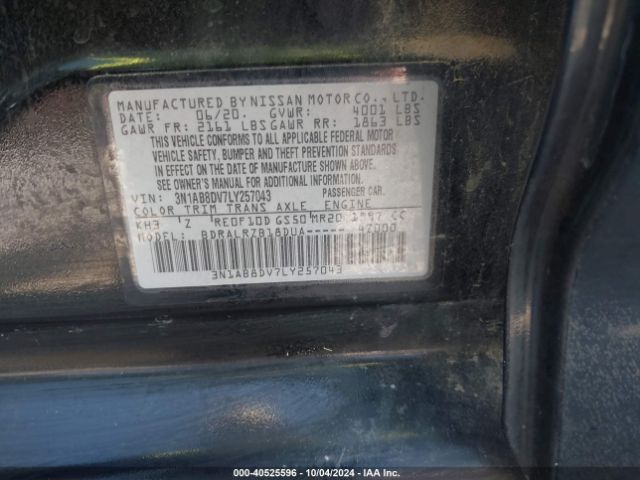 MANUFACTURED BY NISSAN MOTOR CO., LTD.
DATE: 06/20. GVWR: 4001 LBS
GAWR FR: 2161 LBS GAWR RR: 1863 LBS
THIS VEHICLE CONFORMS TO ALL APPLICABLE FEDERAL MOTOR
VEHICLE SAFETY, BUMPER AND THEFT PREVENTION STANDARDS
IN EFFECT ON THE DATE OF MANUFACTURE SHOWN ABOVE.
SEE OWNER'S MANUAL FOR ADDITIONAL INFORMATION.
VIN: 3N1AB8DV7LY257043 PASSENGER CAR.
COLOR TRIM TRANS AXLE ENGINE
KH3 Z RE0F10D GS50 MR20 1997 CC
MODEL: BDRALRZB18DUA----- 47000
3N1AB8DV7LY257043
000-40525596 - 10/04/2024 - IAA Inc.